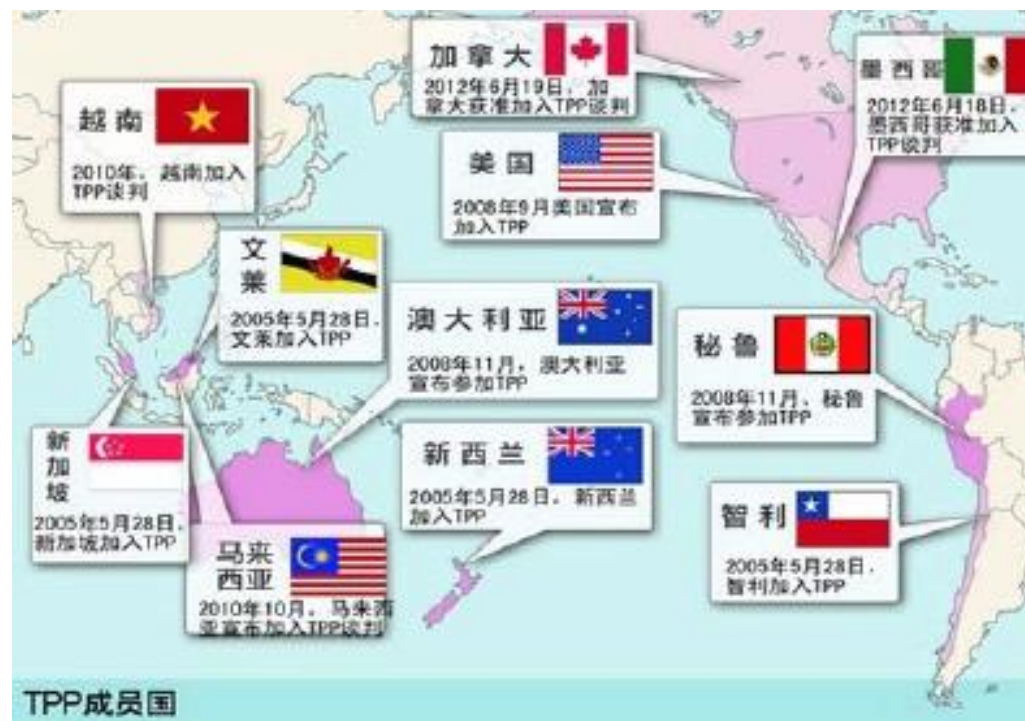 加拿大
2012年6月19日，加
拿大获准加入TPP谈判
墨西哥
2012年6月18日，
墨西哥获准加入
TPP谈判
越南
2010年，越南加入
TPP谈判
美国
2008年9月美国宣布
加入TPP
文
莱
2005年5月28日，
文莱加入TPP
澳大利亚
2008年11月，澳大利亚
宣布参加TPP
秘鲁
2008年11月，秘鲁
宣布参加TPP
新
加
坡
2005年5月28日，
新加坡加入TPP
新西兰
2005年5月28日，新西兰
加入TPP
智利
2005年5月28日，
智利加入TPP
马来
西亚
2010年10月，马来西
亚宣布加入TPP谈判
TPP成员国